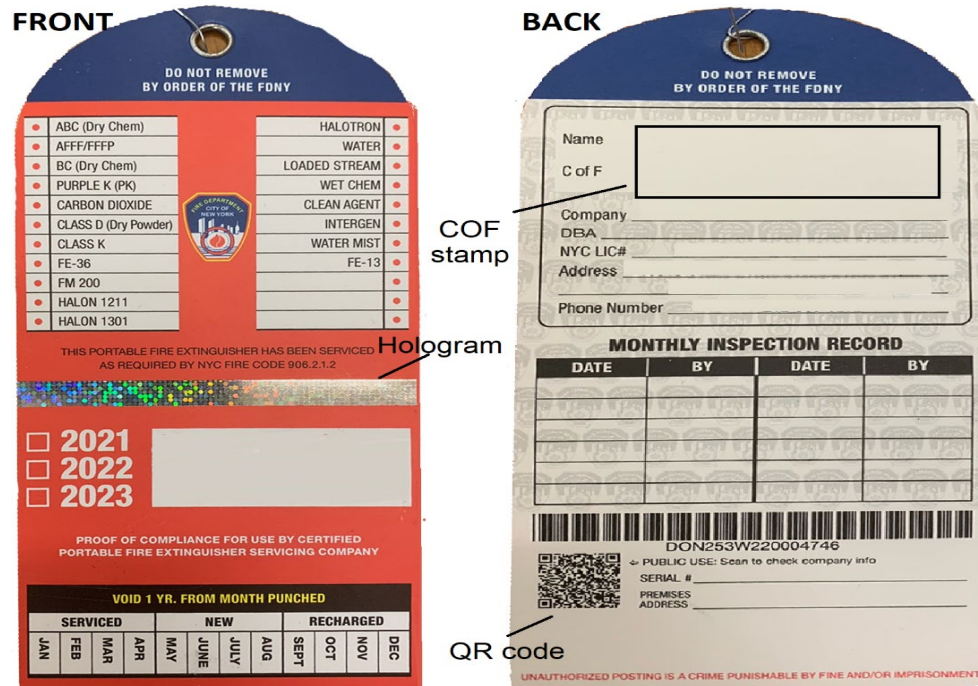 FRONT
DO NOT REMOVE
BY ORDER OF THE FDNY
ABC (Dry Chem)
AFFF/FFFP
BC (Dry Chem)
PURPLE K (PK)
CARBON DIOXIDE
CLASS D (Dry Powder)
CLASS K
FE-36
FM 200
HALON 1211
HALON 1301
HALOTRON
WATER
LOADED STREAM
WET CHEM
CLEAN AGENT
INTERGEN
WATER MIST
FE-13
FIRE DEPARTMENT
CITY OF
NEW YORK
THIS PORTABLE FIRE EXTINGUISHER HAS BEEN SERVICED
AS REQUIRED BY NYC FIRE CODE 906.2.1.2
Hologram
2021
2022
2023
PROOF OF COMPLIANCE FOR USE BY CERTIFIED
PORTABLE FIRE EXTINGUISHER SERVICING COMPANY
VOID 1 YR. FROM MONTH PUNCHED
SERVICED NEW RECHARGED
JAN FEB MAR APR MAY JUNE JULY AUG SEPT OCT NOV DEC
BACK
DO NOT REMOVE
BY ORDER OF THE FDNY
Name
C of F
COF
stamp
Company
DBA
NYC LIC#
Address
Phone Number
MONTHLY INSPECTION RECORD
DATE BY DATE BY
DON253W220004746
PUBLIC USE: Scan to check company info
SERIAL #
PREMISES
ADDRESS
QR code
UNAUTHORIZED POSTING IS A CRIME PUNISHABLE BY FINE AND/OR IMPRISONMENT